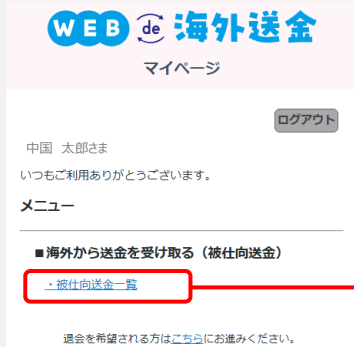 WEB de 海外送金
マイページ
ログアウト
中国 太郎さま
いつもご利用ありがとうございます。
メニュー
■海外から送金を受け取る（被仕向送金）
・被仕向送金一覧
退会を希望される方はこちらにお進みください。